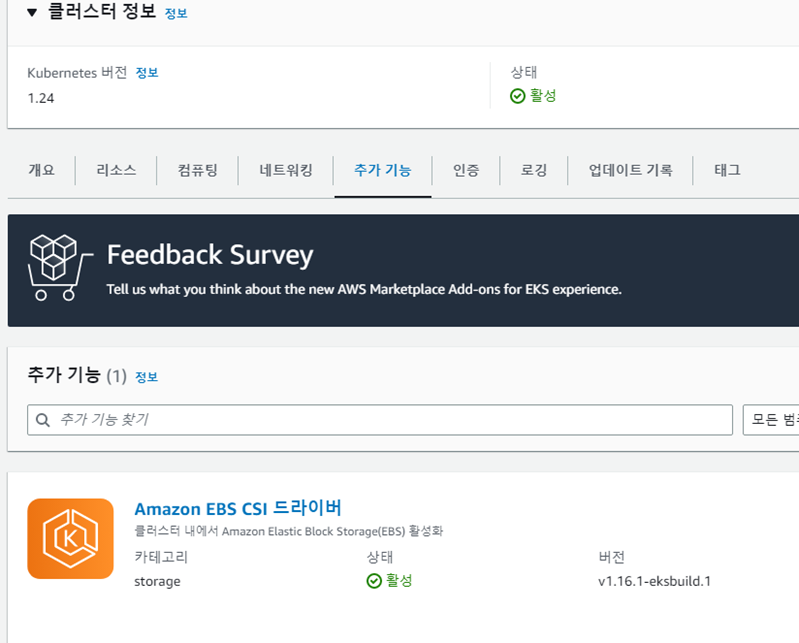 ▼ 클러스터 정보 정보
Kubernetes 버전 정보
1.24
상태
활성
개요 리소스 컴퓨팅 네트워킹 추가 기능 인증 로깅 업데이트 기록 태그
Feedback Survey
Tell us what you think about the new AWS Marketplace Add-ons for EKS experience.
추가 기능 (1) 정보
추가 기능 찾기
모든
K
Amazon EBS CSI 드라이버
클러스터 내에서 Amazon Elastic Block Storage(EBS) 활성화
카테고리
storage
상태
활성
버전
v1.16.1-eksbuild.1